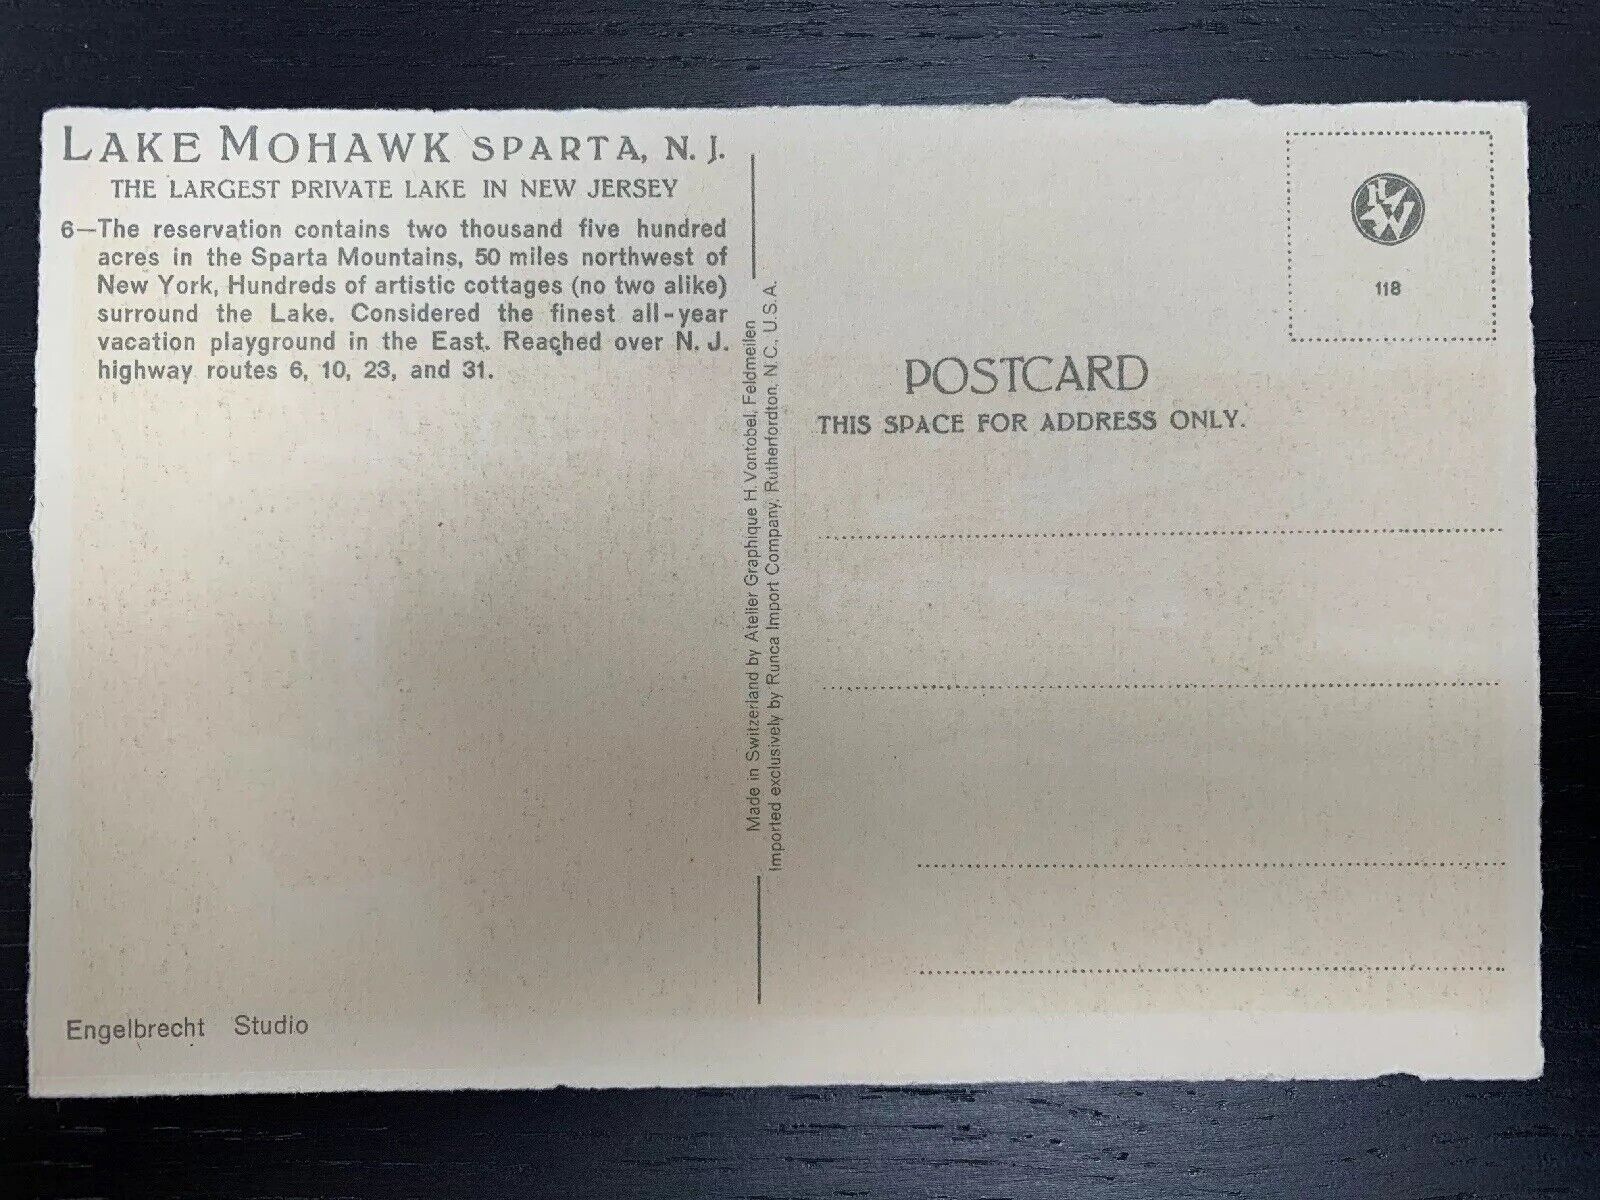 LAKE MOHAWK SPARTA, N. J.
THE LARGEST PRIVATE LAKE IN NEW JERSEY
6—The reservation contains two thousand five hundred
acres in the Sparta Mountains, 50 miles northwest of
New York, Hundreds of artistic cottages (no two alike)
surround the Lake. Considered the finest all-year
vacation playground in the East. Reached over N. J.
highway routes 6, 10, 23, and 31.
Engelbrecht Studio
Made in Switzerland by Atelier Graphique H. Vontobel, Feldmeilen
Imported exclusively by Runca Import Company, Rutherfordton, N.C., U.S.A.
118
POSTCARD
THIS SPACE FOR ADDRESS ONLY.